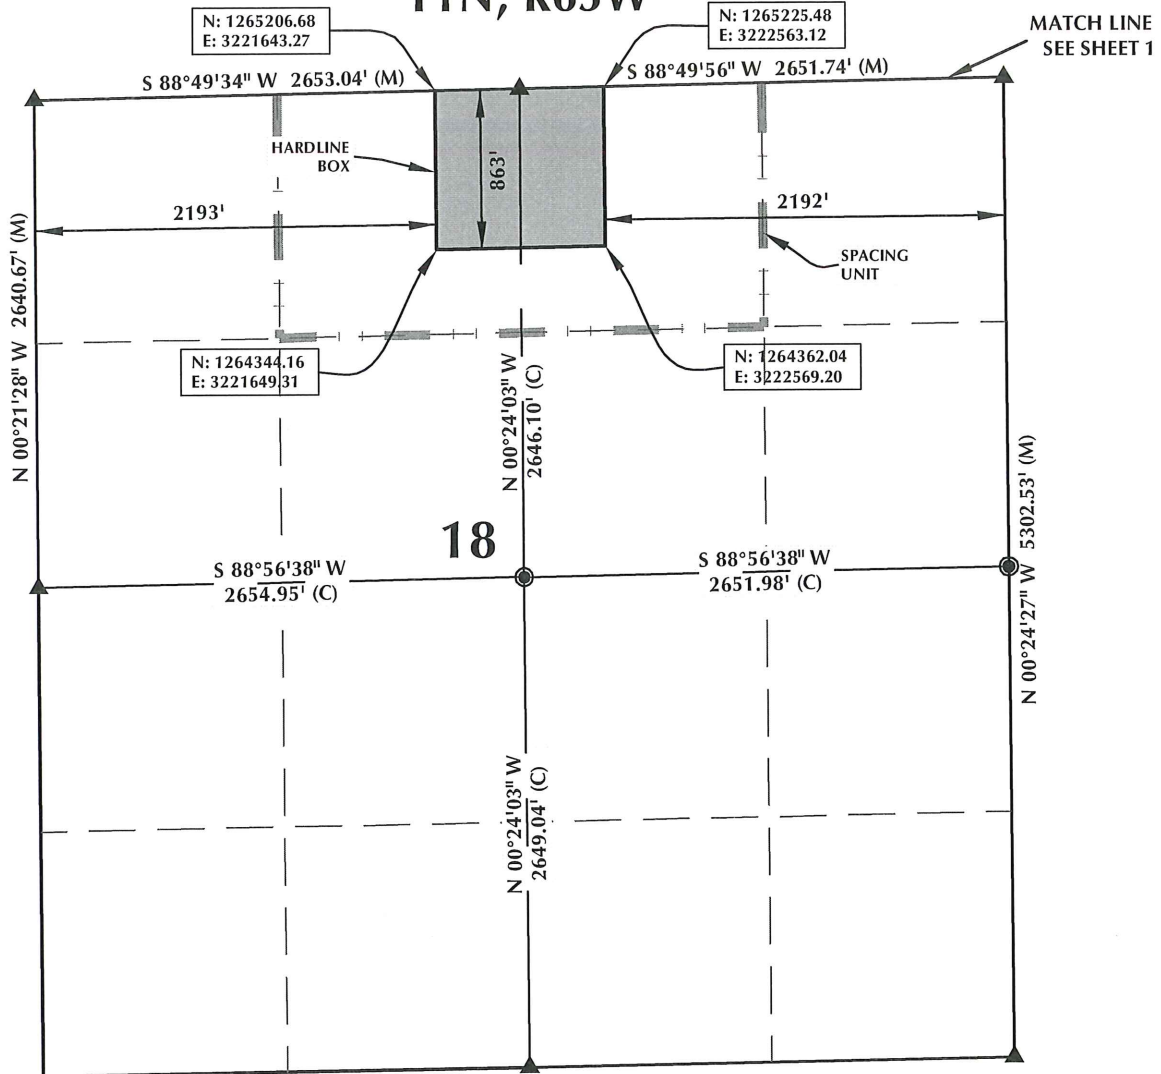 N: 1265206.68
E: 3221643.27
N: 1265225.48
E: 3222563.12
MATCH LINE
SEE SHEET 1
S 88°49'34" W 2653.04' (M)
S 88°49'56" W 2651.74' (M)
HARDLINE
BOX
863'
2193'
2192'
SPACING
UNIT
N 00°21'28" W 2640.67' (M)
N: 1264344.16
E: 3221649.31
N: 1264362.04
E: 3222569.20
N 00°24'03" W
2646.10' (C)
18
S 88°56'38" W
2654.95' (C)
S 88°56'38" W
2651.98' (C)
N 00°24'27" W 5302.53' (M)
N 00°24'03" W
2649.04' (C)